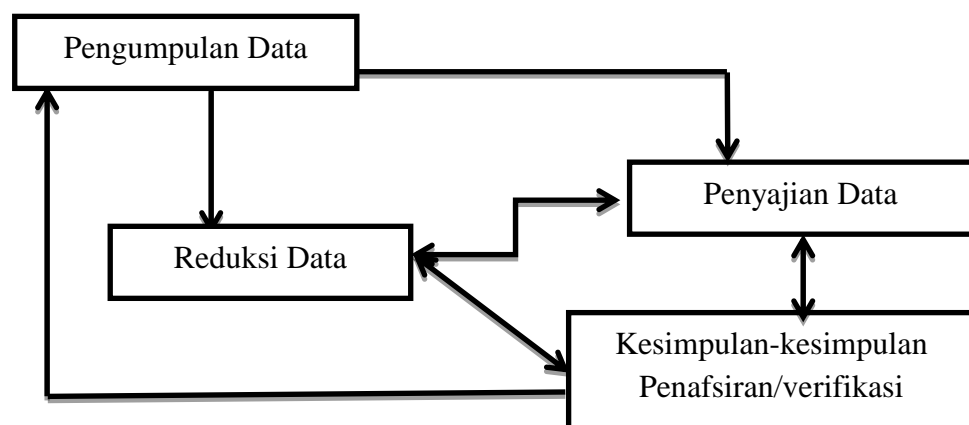 Pengumpulan Data
Penyajian Data
Reduksi Data
Kesimpulan-kesimpulan
Penafsiran/verifikasi